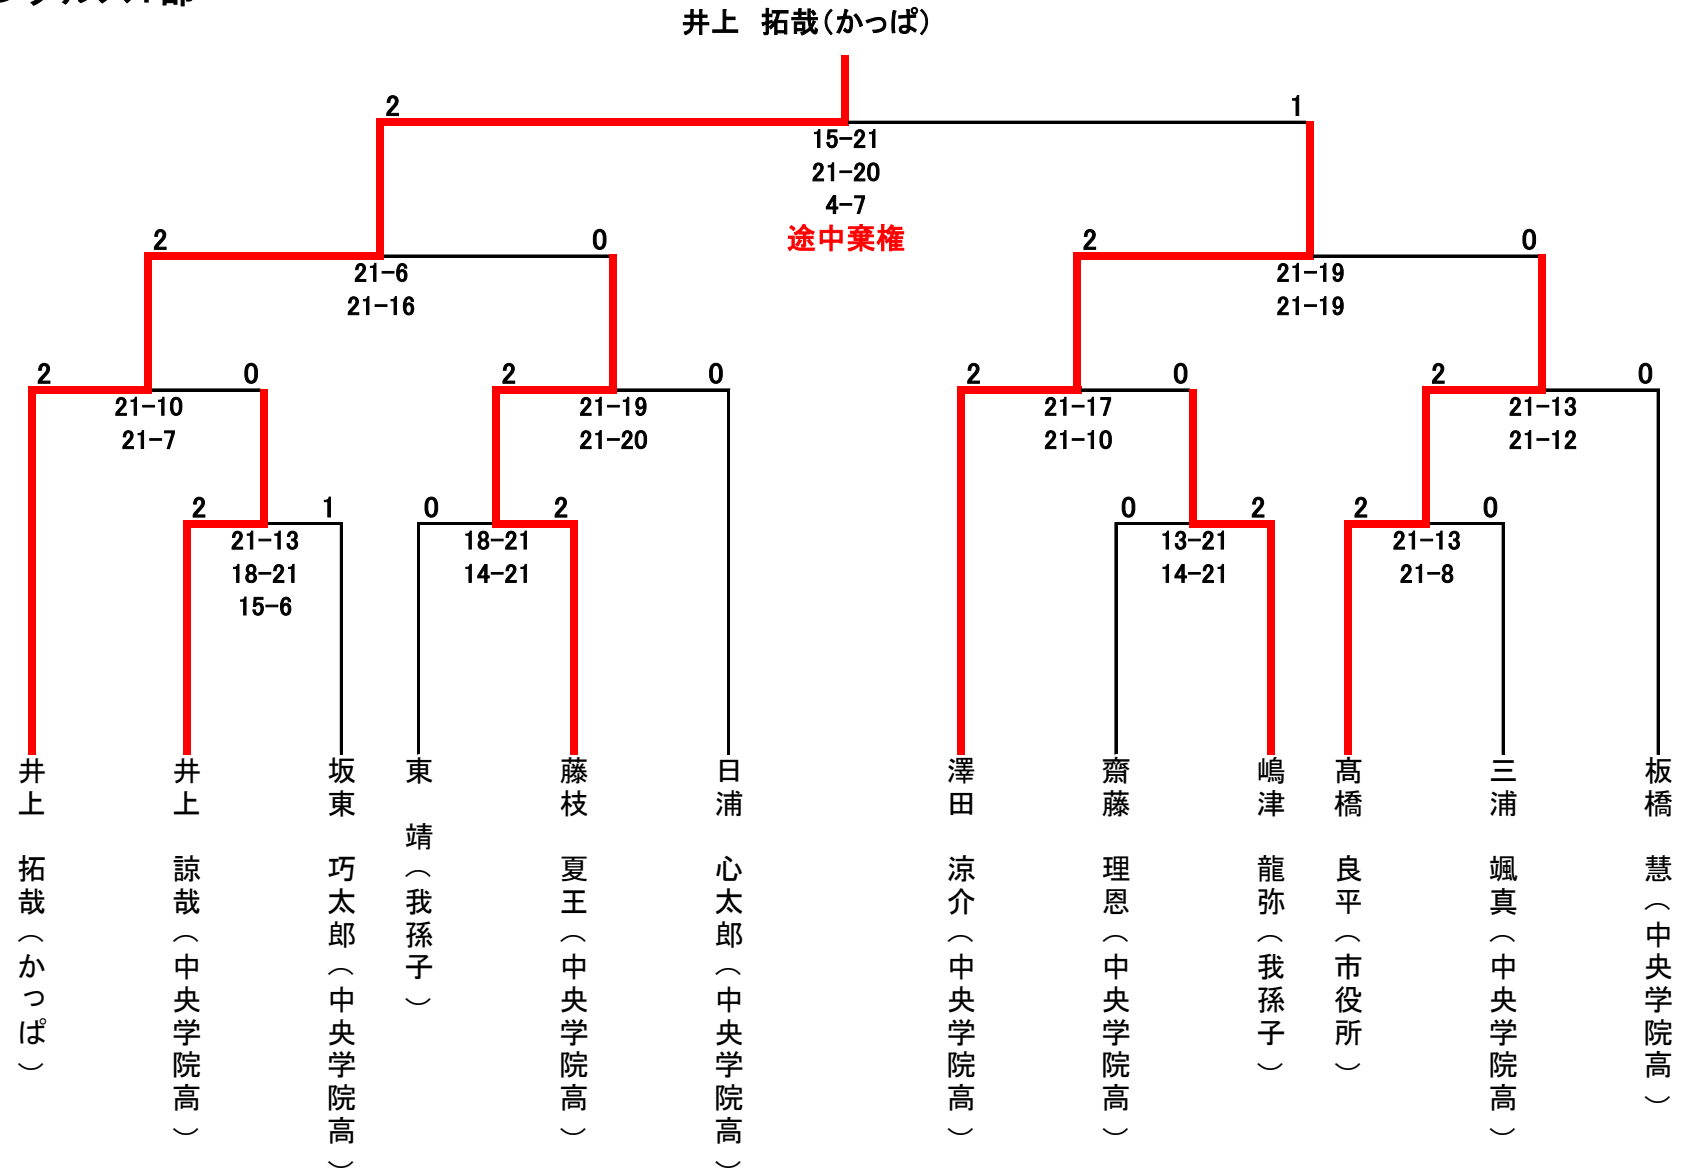 井上　拓哉（かっぱ）
2 1
15-21
21-20
4-7
途中棄権
2 0 2 0
21-6 21-19
21-16 21-19
2 0 2 0 2 0 2 0
21-10 21-19 21-17 21-13
21-7 21-20 21-10 21-12
2 1 0 2 0 2 2 0
21-13 18-21 13-21 21-13
18-21 14-21 14-21 21-8
15-6
井上　拓哉（かっぱ）
井上　諒哉（中央学院高）
坂東　巧太郎（中央学院高）
東　靖（我孫子）
藤枝　夏王（中央学院高）
日浦　心太郎（中央学院高）
澤田　涼介（中央学院高）
齋藤　理恩（中央学院高）
嶋津　龍弥（我孫子）
髙橋　良平（市役所）
三浦　颯真（中央学院高）
板橋　慧（中央学院高）